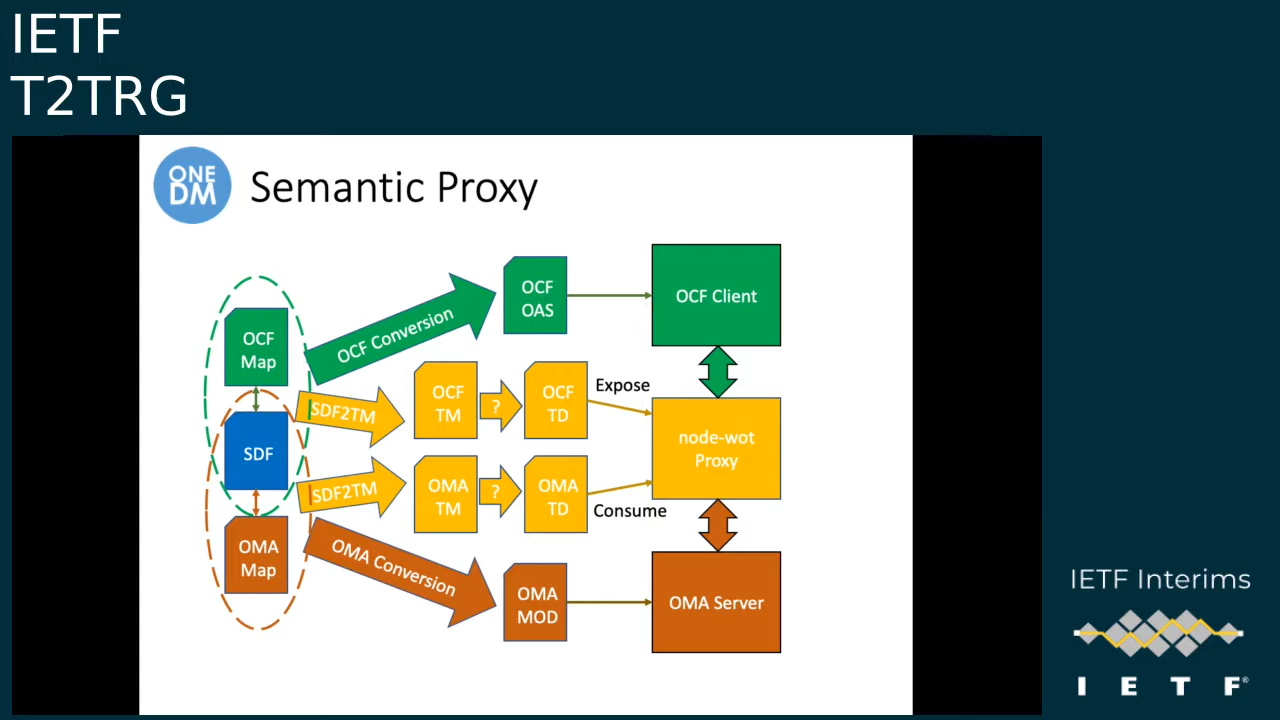 IETF
T2TRG
ONE
DM
Semantic Proxy
OCF
Map
SDF
OMA
Map
OCF Conversion
SDF2TM
SDF2TM
OMA Conversion
OCF
OAS
OCF
TM
?
OCF
TD
OMA
TM
?
OMA
TD
OMA
MOD
Expose
Consume
OCF Client
node-wot
Proxy
OMA Server
IETF Interims
I E T F®